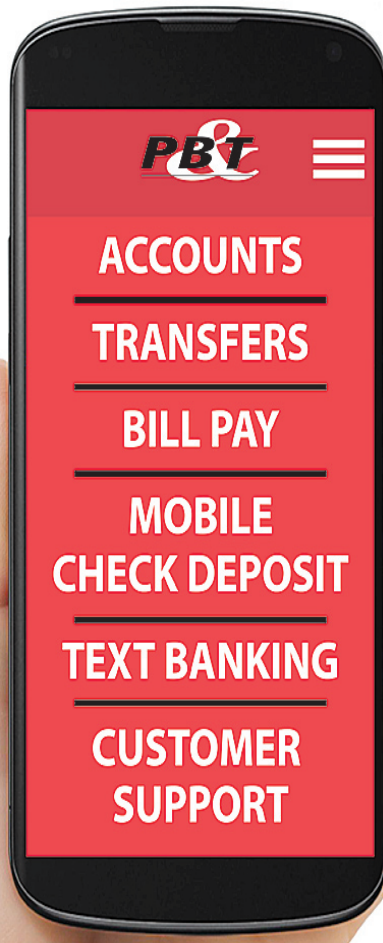 PB&T
ACCOUNTS
TRANSFERS
BILL PAY
MOBILE
CHECK DEPOSIT
TEXT BANKING
CUSTOMER
SUPPORT